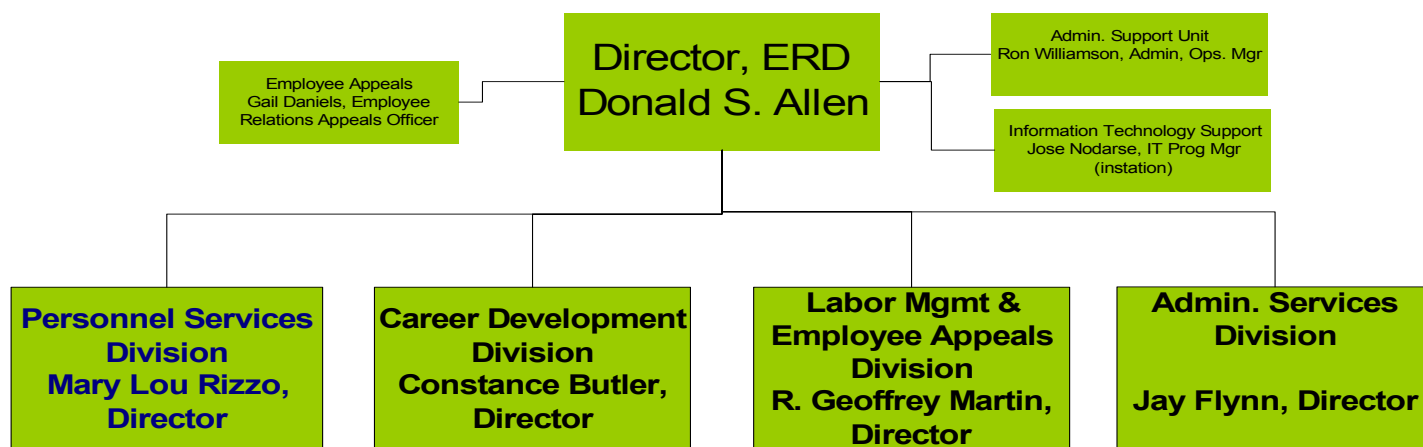 Director, ERD
Donald S. Allen
Employee Appeals
Gail Daniels, Employee
Relations Appeals Officer
Admin. Support Unit
Ron Williamson, Admin, Ops. Mgr
Information Technology Support
Jose Nodarse, IT Prog Mgr
(instation)
Personnel Services
Division
Mary Lou Rizzo,
Director
Career Development
Division
Constance Butler,
Director
Labor Mgmt &
Employee Appeals
Division
R. Geoffrey Martin,
Director
Admin. Services
Division
Jay Flynn, Director